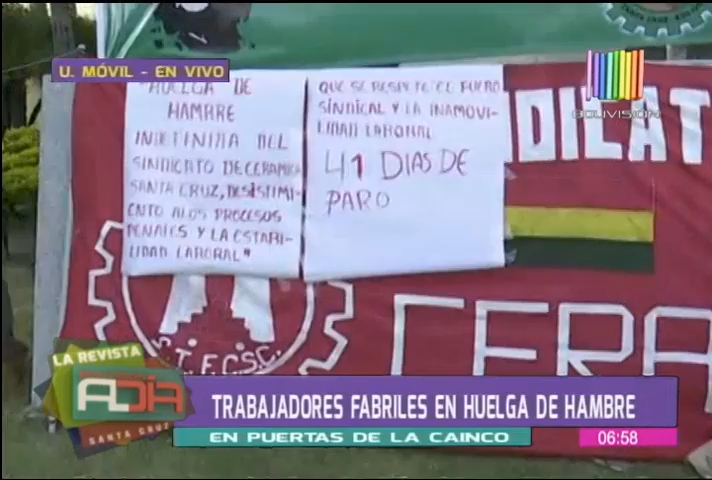 U. MÓVIL - EN VIVO
"HUELGA DE
HAMBRE
INDEFINIDA DEL
SINDICATO DE CERAMICA
SANTA CRUZ, DESISTIMI-
ENTO A LOS PROCESOS
PENALES Y LA ESTABI-
LIDAD LABORAL"
QUE SE RESPETE EL FUERO
SINDICAL Y LA INAMOVI-
LIDAD LABORAL
41 DIAS DE
PARO
BOLIVISIÓN
NDICAT
CERA
S.T.F.C.S.C.
LA REVISTA
AL DÍA
SANTA CRUZ
TRABAJADORES FABRILES EN HUELGA DE HAMBRE
EN PUERTAS DE LA CAINCO
06:58